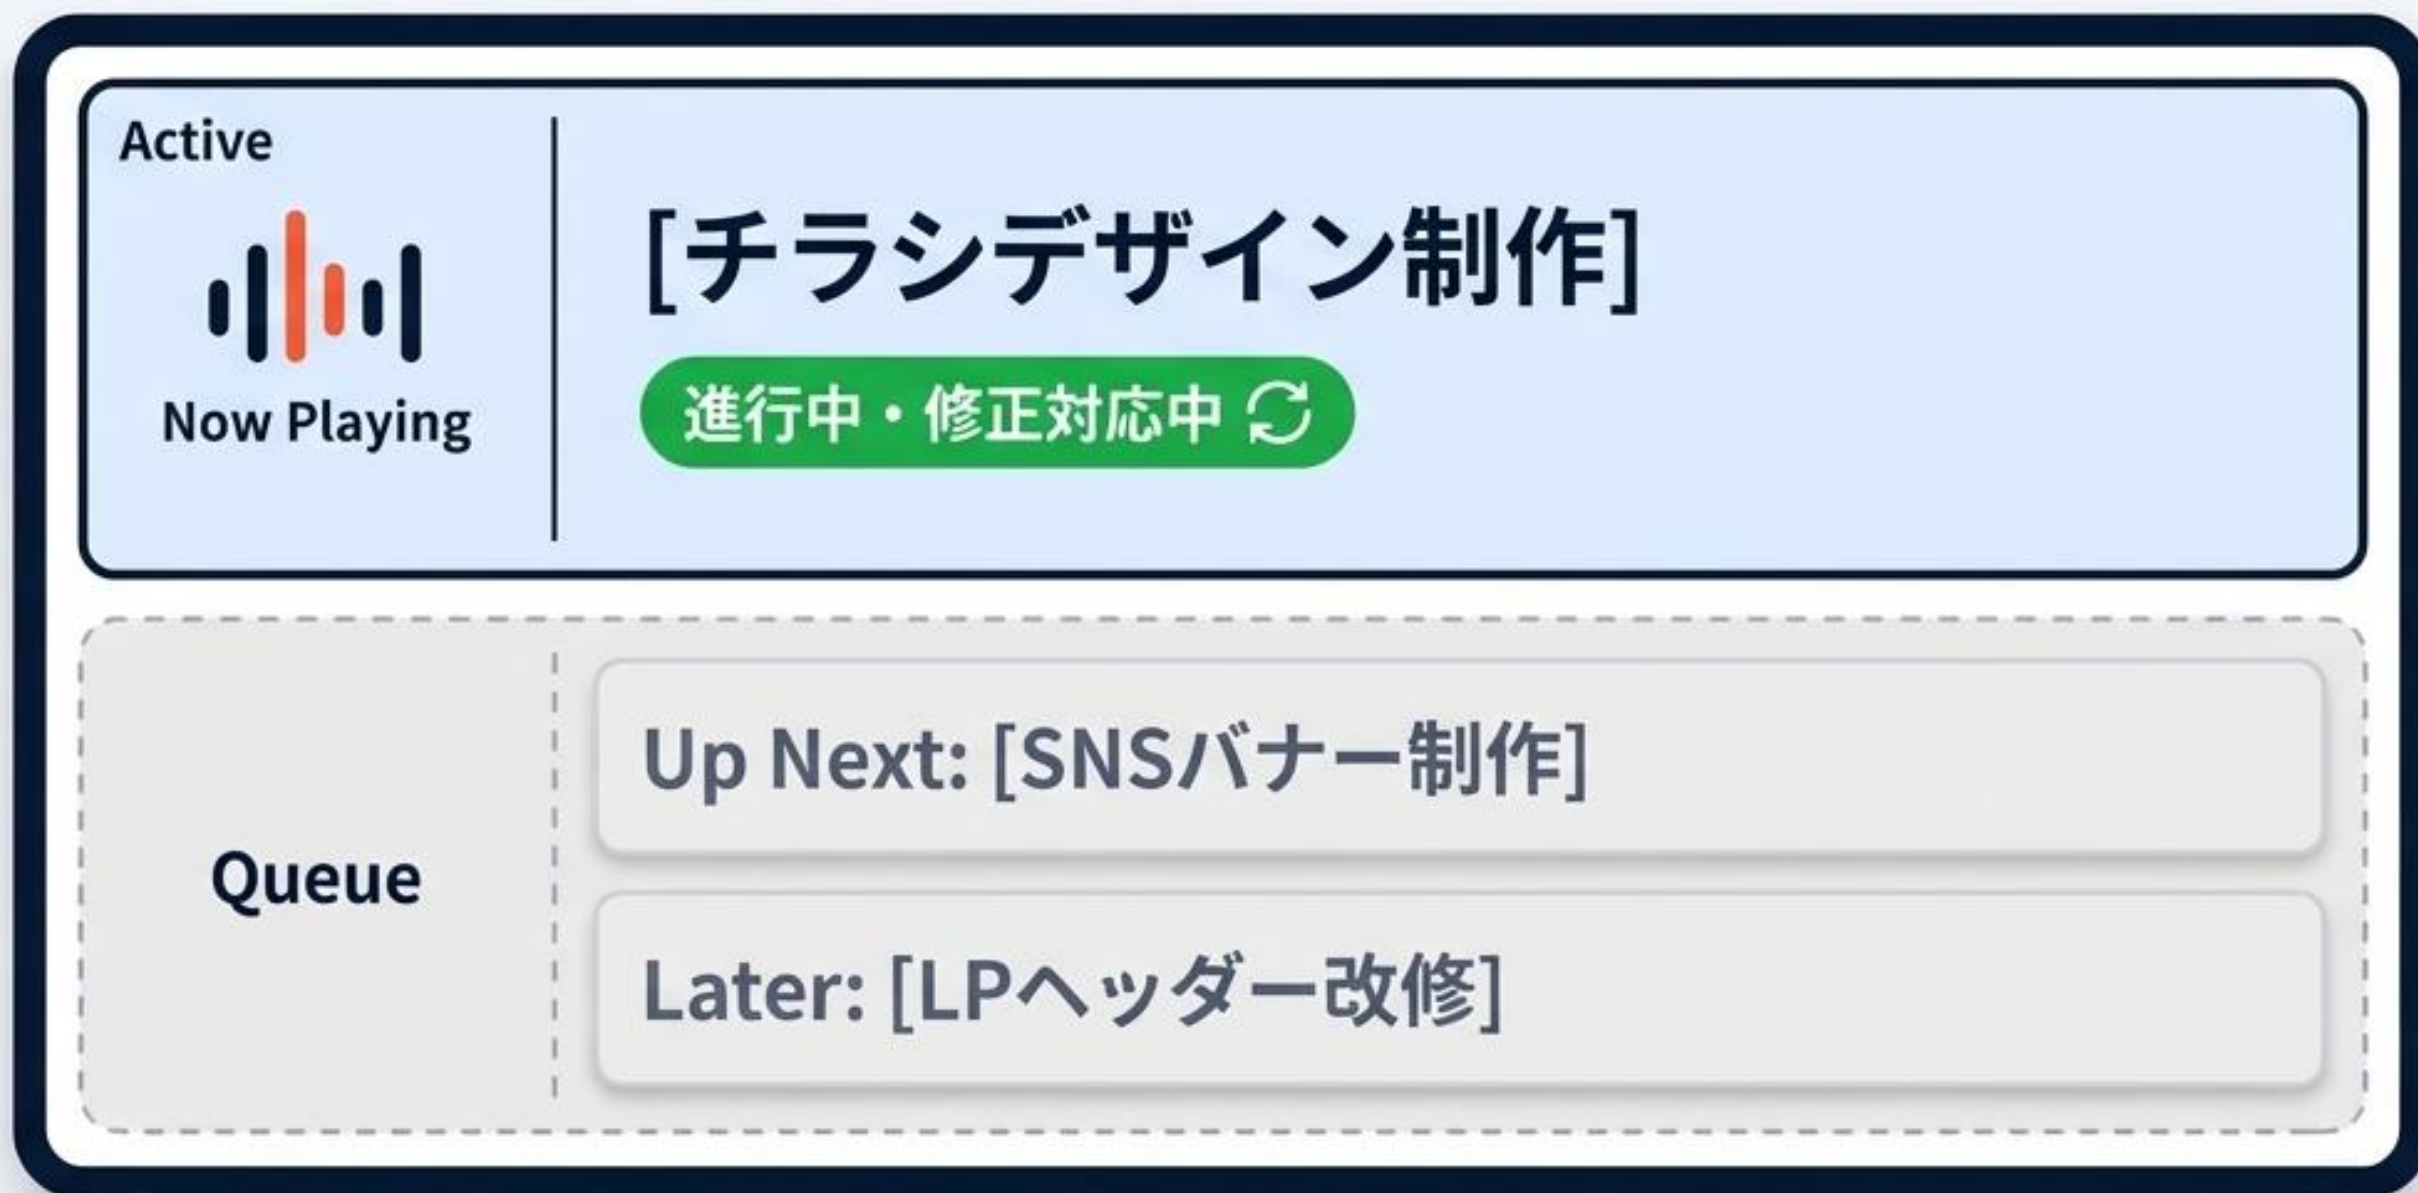 Active
Now Playing
[チラシデザイン制作]
進行中・修正対応中
Queue
Up Next: [SNSバナー制作]
Later: [LPヘッダー改修]